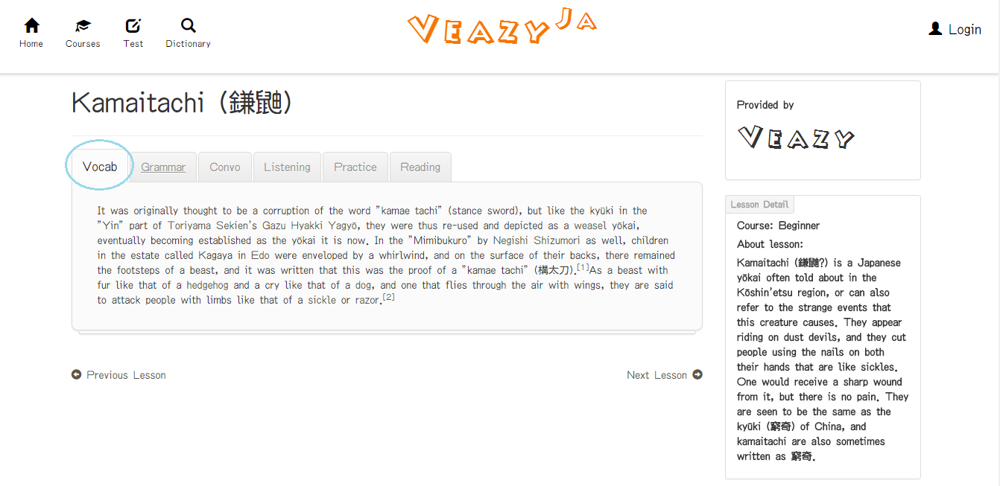 Home Courses Test Dictionary
VEAZY JA
Login
Kamaitachi (鎌鼬)
Vocab Grammar Convo Listening Practice Reading
It was originally thought to be a corruption of the word "kamae tachi" (stance sword), but like the kyūki in the
"Yin" part of Toriyama Sekien's Gazu Hyakki Yagyō, they were thus re-used and depicted as a weasel yōkai,
eventually becoming established as the yōkai it is now. In the "Mimibukuro" by Negishi Shizumori as well, children
in the estate called Kagaya in Edo were enveloped by a whirlwind, and on the surface of their backs, there remained
the footsteps of a beast, and it was written that this was the proof of a "kamae tachi" (構太刀).[1]As a beast with
fur like that of a hedgehog and a cry like that of a dog, and one that flies through the air with wings, they are said
to attack people with limbs like that of a sickle or razor.[2]
Previous Lesson
Next Lesson
Provided by
VEAZY
Lesson Detail
Course: Beginner
About lesson:
Kamaitachi (鎌鼬?) is a Japanese
yōkai often told about in the
Kōshin'etsu region, or can also
refer to the strange events that
this creature causes. They appear
riding on dust devils, and they cut
people using the nails on both
their hands that are like sickles.
One would receive a sharp wound
from it, but there is no pain. They
are seen to be the same as the
kyūki (窮奇) of China, and
kamaitachi are also sometimes
written as 窮奇.